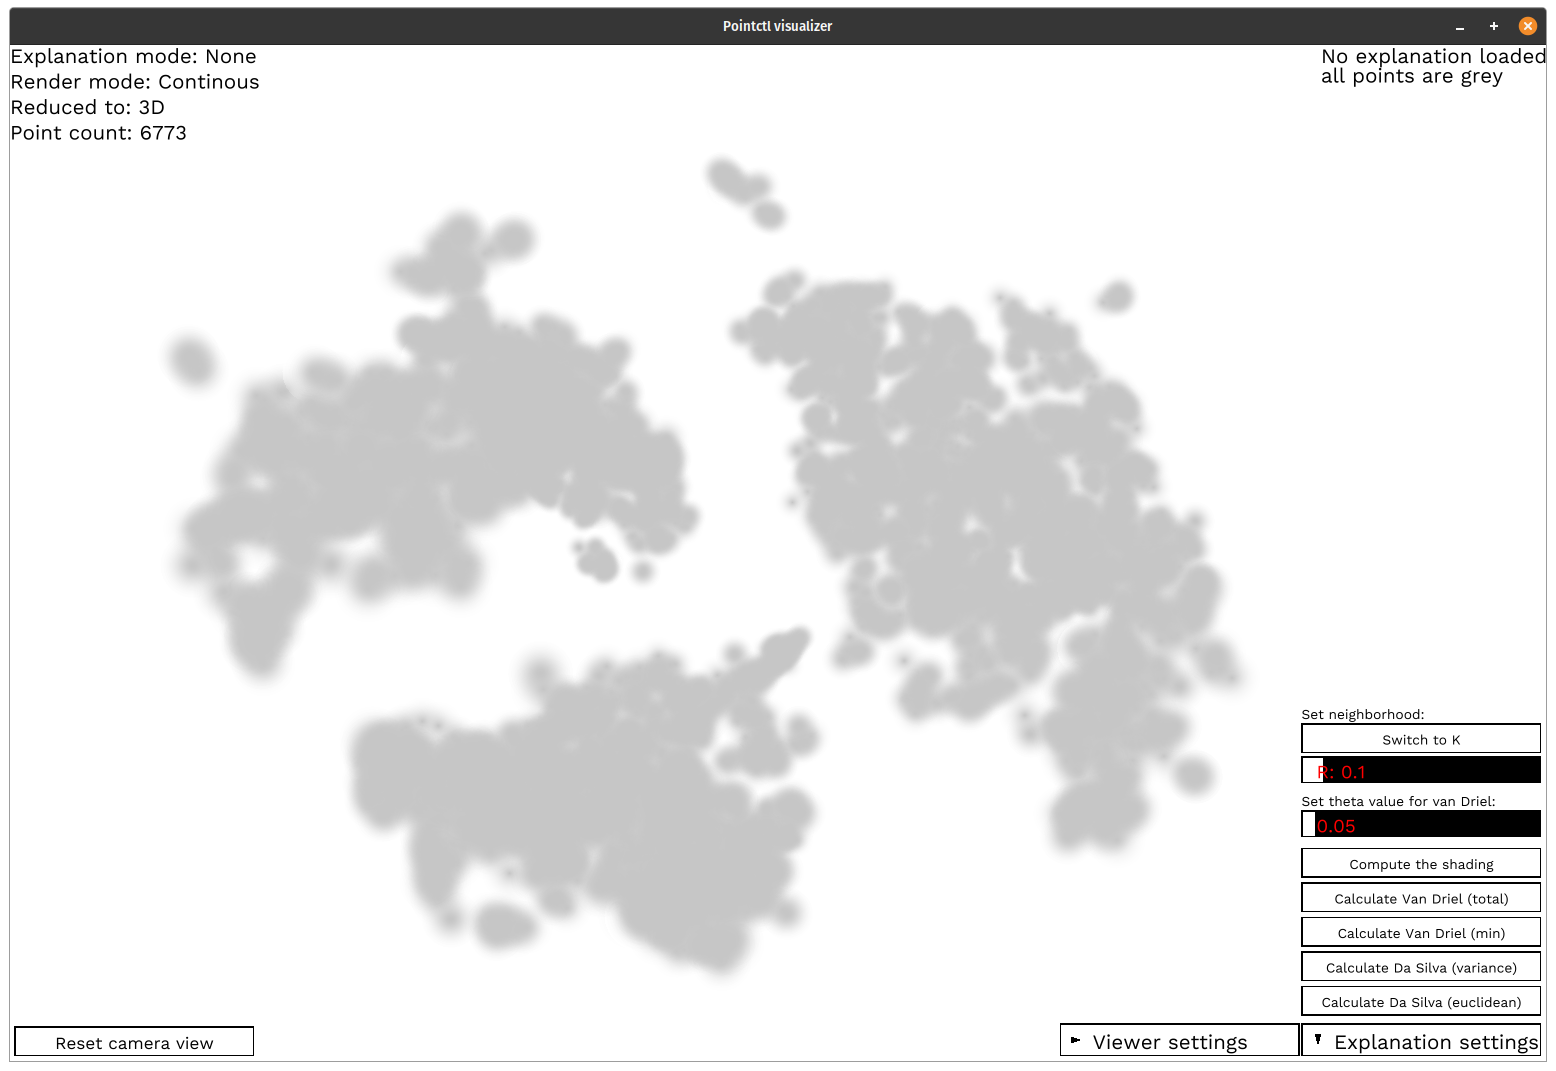 Pointctl visualizer
Explanation mode: None
Render mode: Continous
Reduced to: 3D
Point count: 6773
No explanation loaded
all points are grey
Set neighborhood:
Switch to K
R: 0.1
Set theta value for van Driel:
0.05
Compute the shading
Calculate Van Driel (total)
Calculate Van Driel (min)
Calculate Da Silva (variance)
Calculate Da Silva (euclidean)
Reset camera view
Viewer settings
Explanation settings